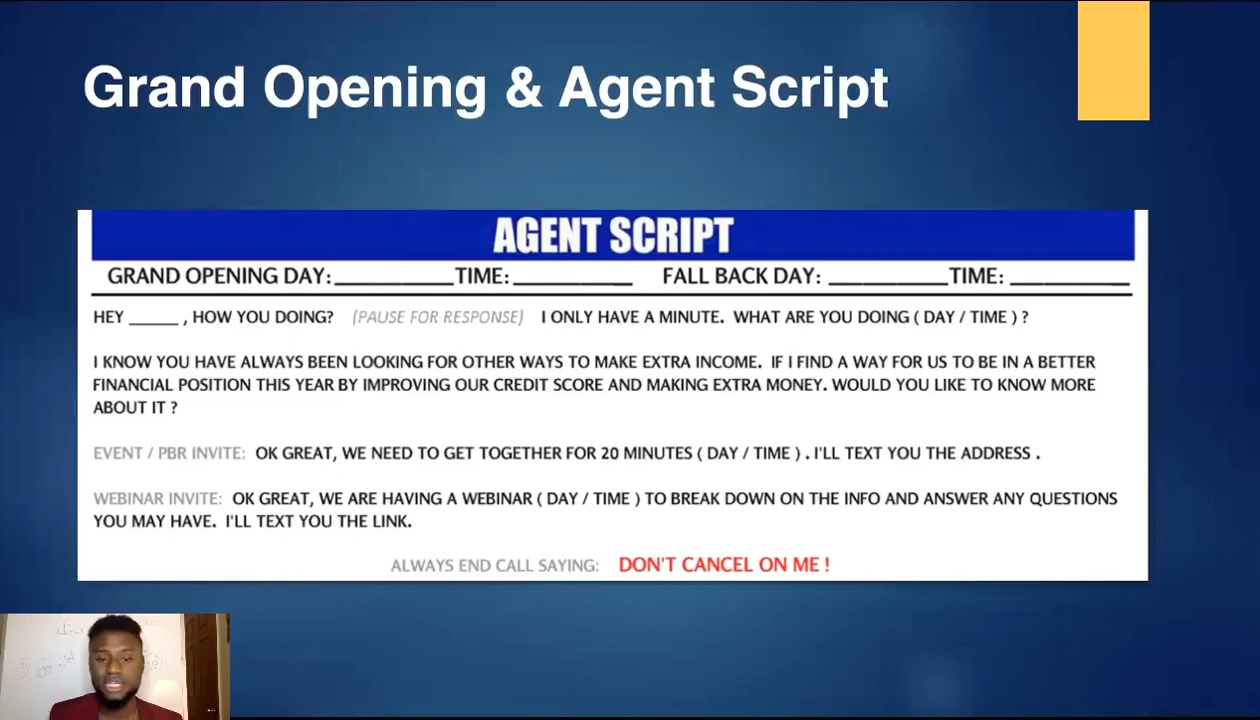 Grand Opening & Agent Script
AGENT SCRIPT
GRAND OPENING DAY:___________TIME:___________ FALL BACK DAY: ___________TIME: ___________
HEY _____ , HOW YOU DOING? (PAUSE FOR RESPONSE) I ONLY HAVE A MINUTE. WHAT ARE YOU DOING ( DAY / TIME ) ?
I KNOW YOU HAVE ALWAYS BEEN LOOKING FOR OTHER WAYS TO MAKE EXTRA INCOME. IF I FIND A WAY FOR US TO BE IN A BETTER
FINANCIAL POSITION THIS YEAR BY IMPROVING OUR CREDIT SCORE AND MAKING EXTRA MONEY. WOULD YOU LIKE TO KNOW MORE
ABOUT IT ?
EVENT / PBR INVITE: OK GREAT, WE NEED TO GET TOGETHER FOR 20 MINUTES ( DAY / TIME ) . I'LL TEXT YOU THE ADDRESS .
WEBINAR INVITE: OK GREAT, WE ARE HAVING A WEBINAR ( DAY / TIME ) TO BREAK DOWN ON THE INFO AND ANSWER ANY QUESTIONS
YOU MAY HAVE. I'LL TEXT YOU THE LINK.
ALWAYS END CALL SAYING: DON'T CANCEL ON ME !